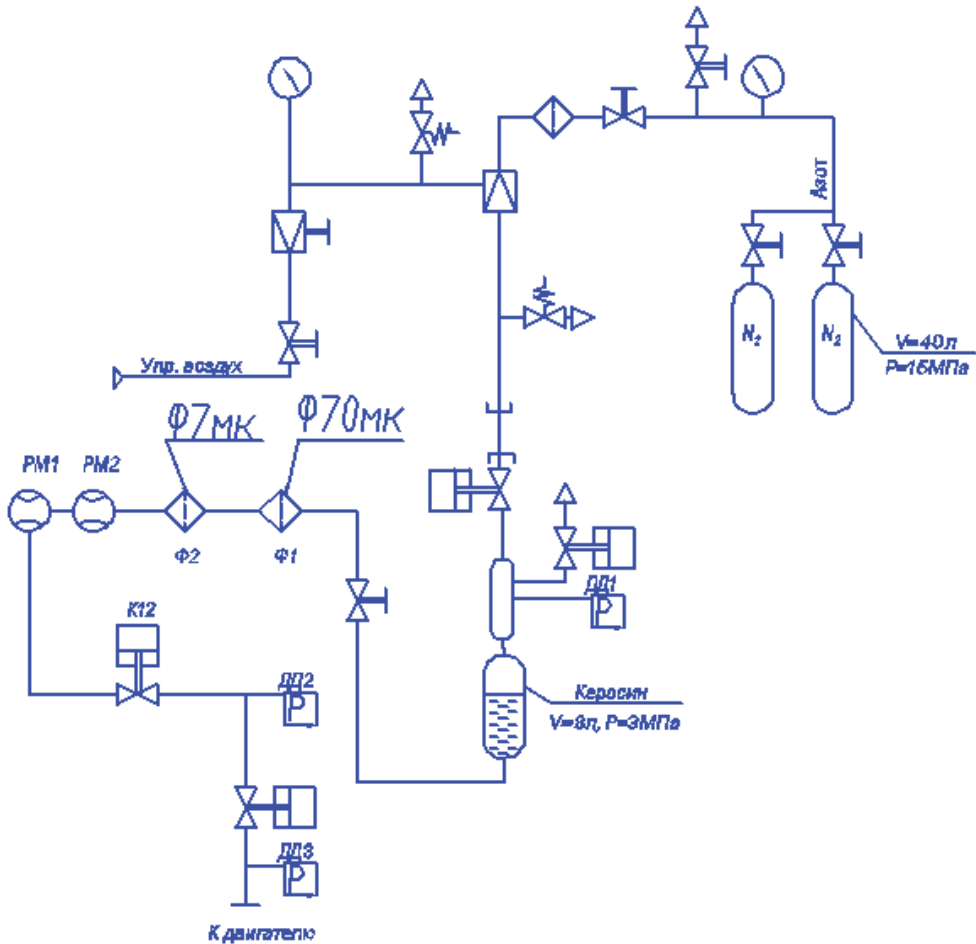 Азот
N₂
N₂
V=40л
P=15МПа
Упр. воздух
Ф7мк
Ф70мк
РМ1
РМ2
Ф2
Ф1
К12
ДД1
P
ДД2
P
Керосин
V=8л, P=3МПа
ДД3
P
К двигателю